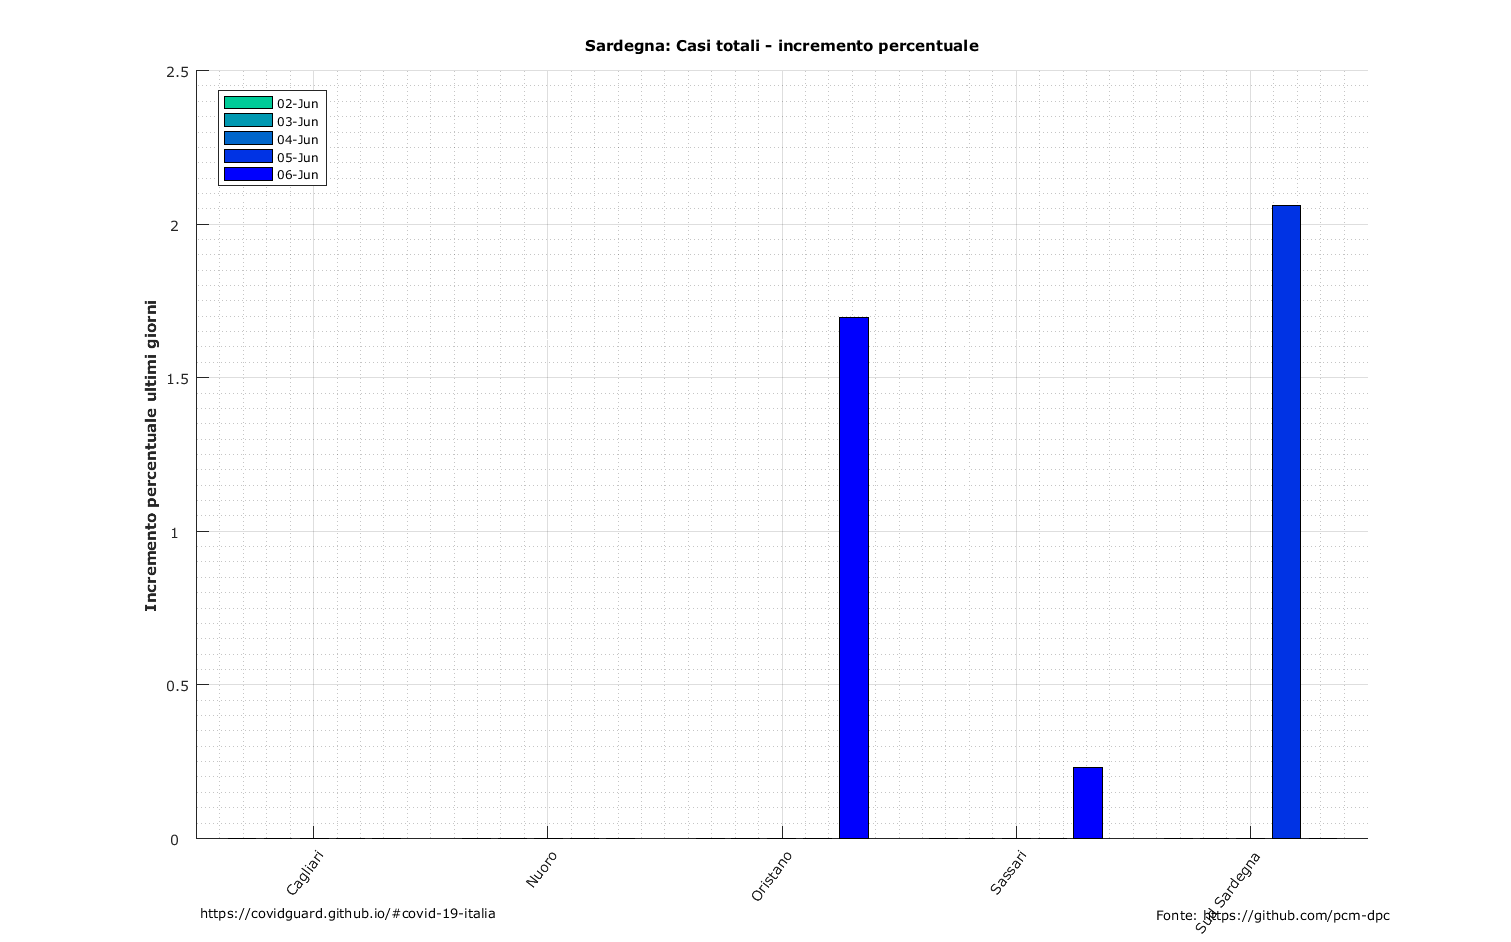 Sardegna: Casi totali - incremento percentuale
2.5
02-Jun
03-Jun
04-Jun
05-Jun
06-Jun
2
1.5
1
0.5
0
Incremento percentuale ultimi giorni
Cagliari
Nuoro
Oristano
Sassari
Sud Sardegna
https://covidguard.github.io/#covid-19-italia
Fonte: https://github.com/pcm-dpc